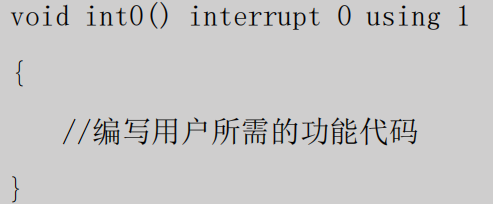 void int0() interrupt 0 using 1
{
//编写用户所需的功能代码
}